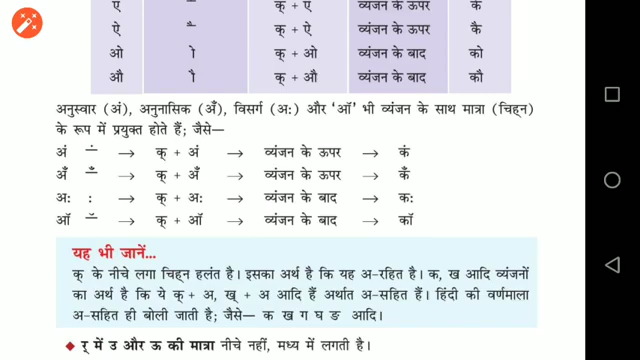 ए े क् + ए व्यंजन के ऊपर के
ऐ ै क् + ऐ व्यंजन के ऊपर कै
ओ ो क् + ओ व्यंजन के बाद को
औ ौ क् + औ व्यंजन के बाद कौ
अनुस्वार (अं), अनुनासिक (अँ), विसर्ग (अः) और ‘ऑ’ भी व्यंजन के साथ मात्रा (चिह्न)
के रूप में प्रयुक्त होते हैं; जैसे—
अं ं → क् + अं → व्यंजन के ऊपर → कं
अँ ँ → क् + अँ → व्यंजन के ऊपर → कँ
अः : → क् + अः → व्यंजन के बाद → कः
ऑ ॅ → क् + ऑ → व्यंजन के बाद → कॉ
यह भी जानें...
क् के नीचे लगा चिह्न हलंत है। इसका अर्थ है कि यह अ-रहित है। क, ख आदि व्यंजनों
का अर्थ है कि ये क् + अ, ख् + अ आदि हैं अर्थात अ-सहित हैं। हिंदी की वर्णमाला
अ-सहित ही बोली जाती है; जैसे— क ख ग घ ङ आदि।
◆ र् में उ और ऊ की मात्रा नीचे नहीं, मध्य में लगती है।